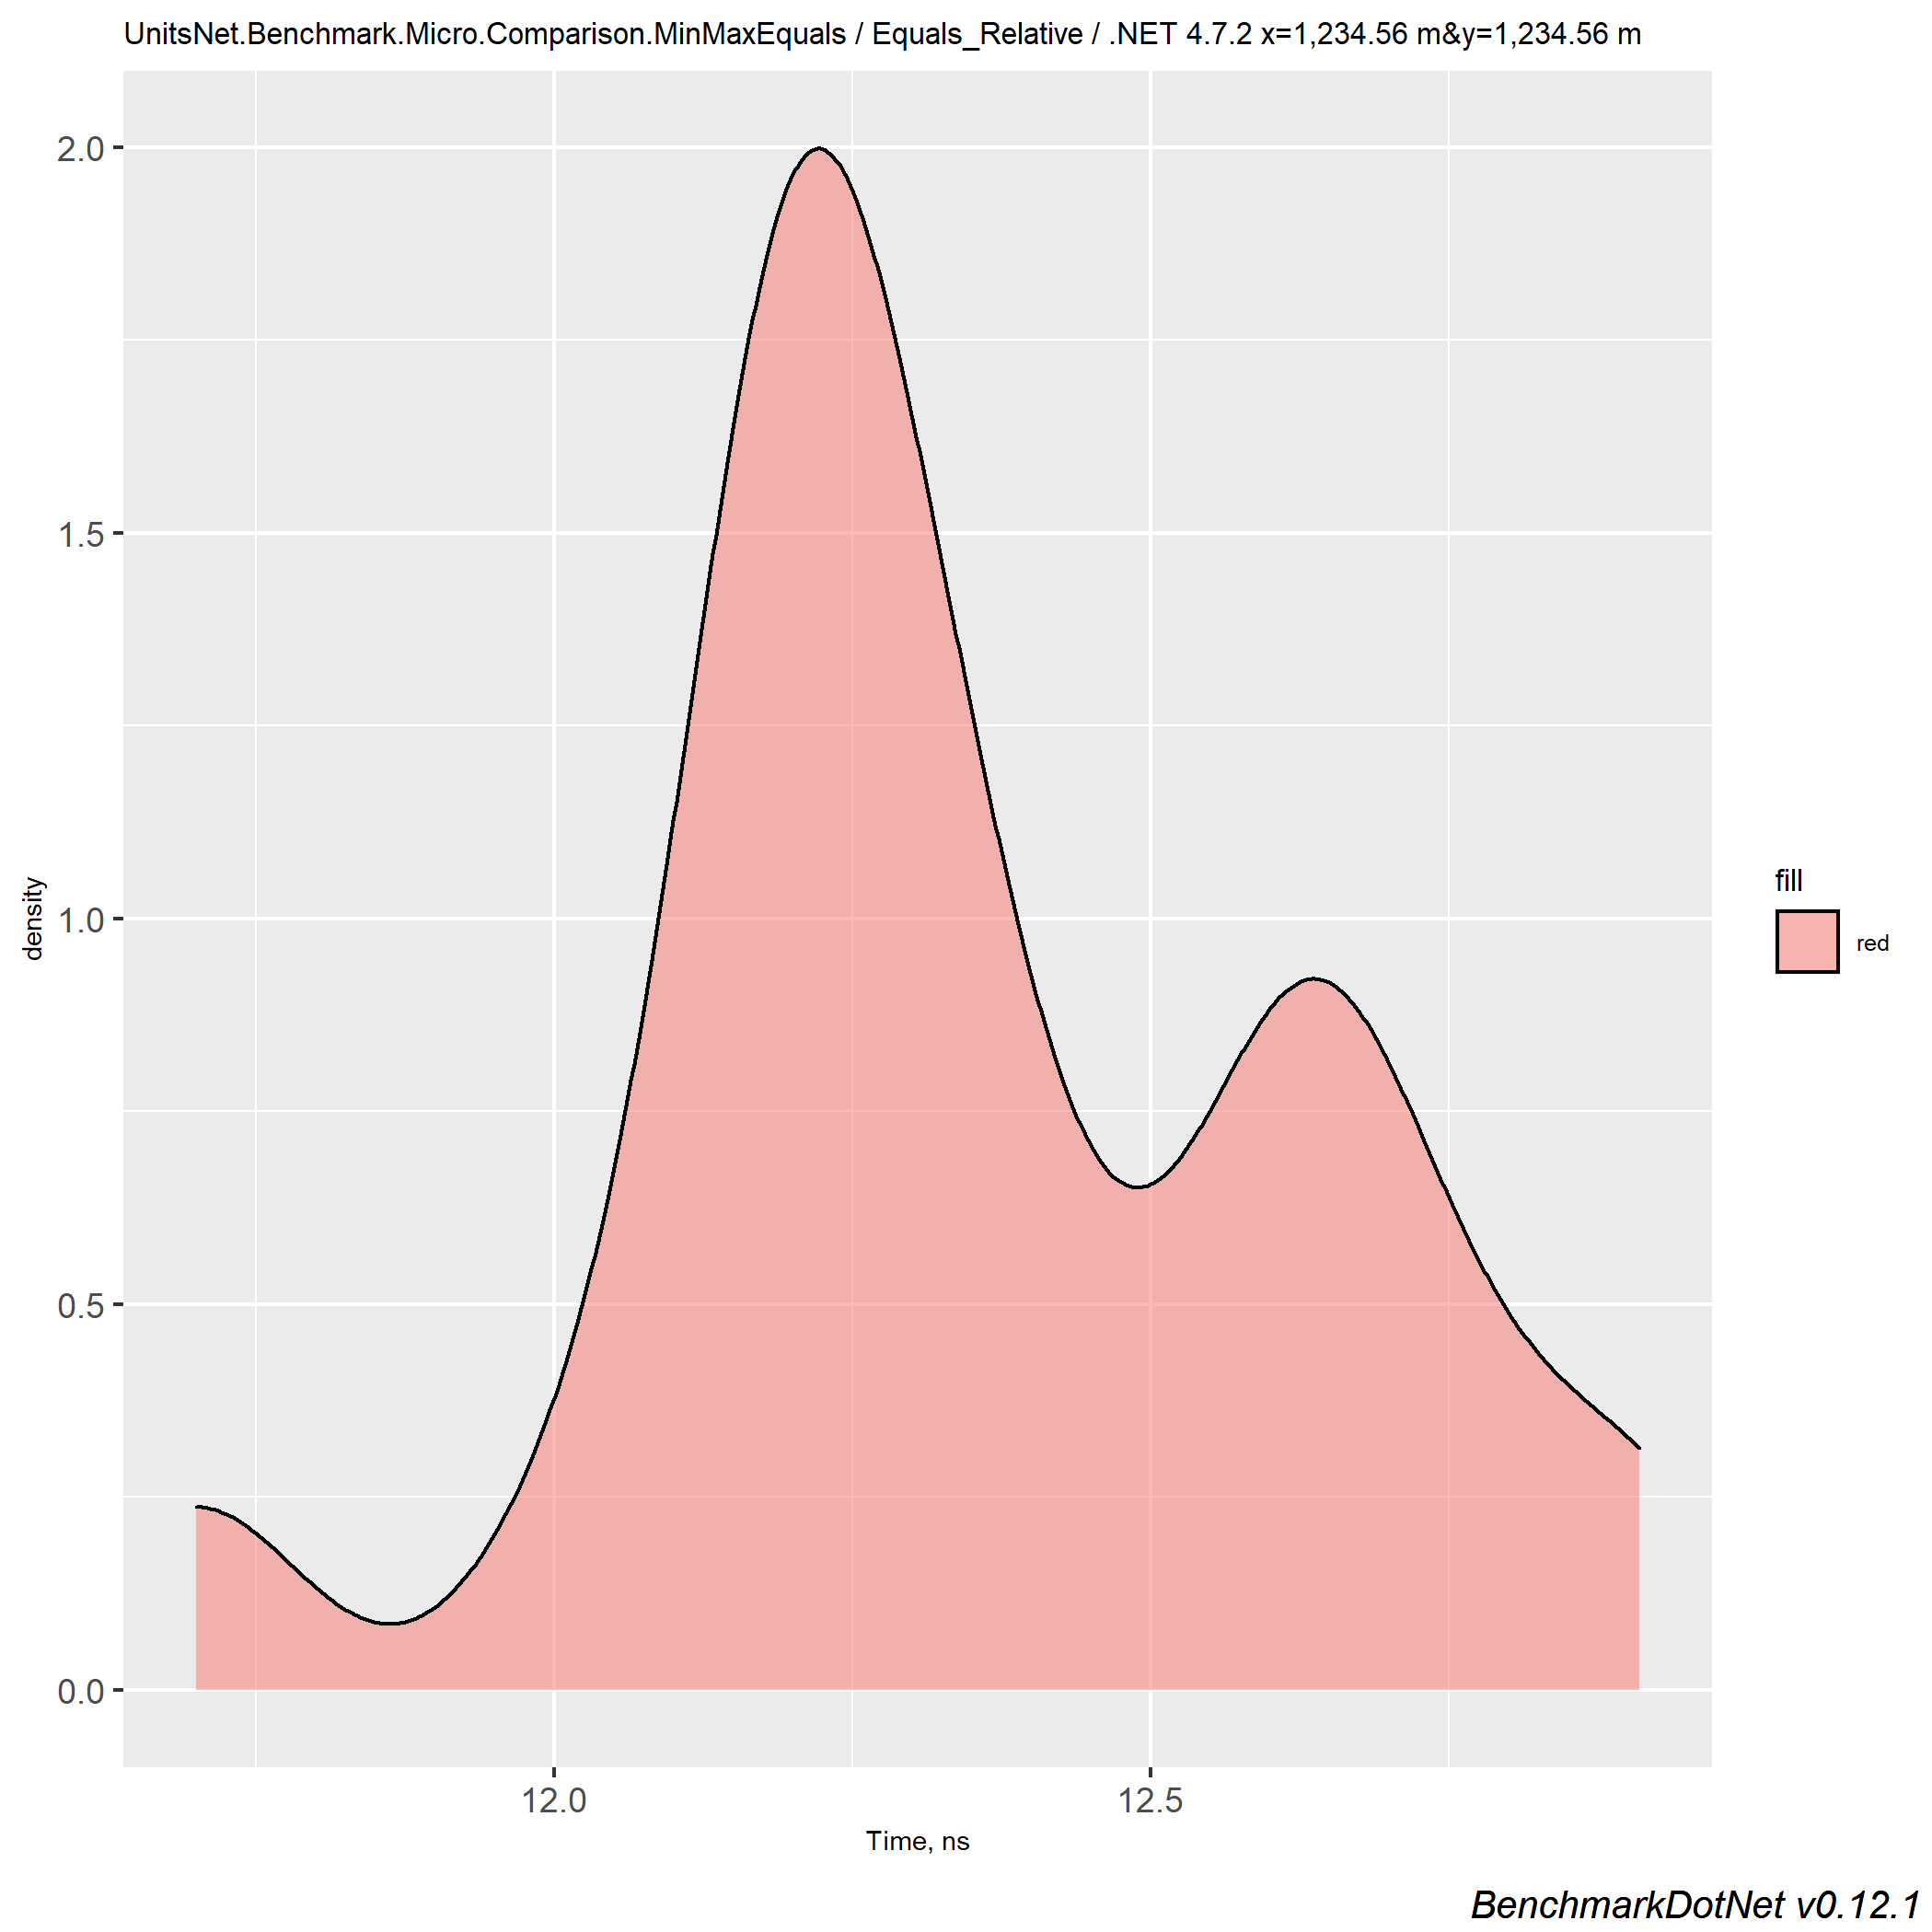 UnitsNet.Benchmark.Micro.Comparison.MinMaxEquals / Equals_Relative / .NET 4.7.2 x=1,234.56 m&y=1,234.56 m
2.0
1.5
1.0
0.5
0.0
density
12.0
12.5
Time, ns
fill
red
BenchmarkDotNet v0.12.1